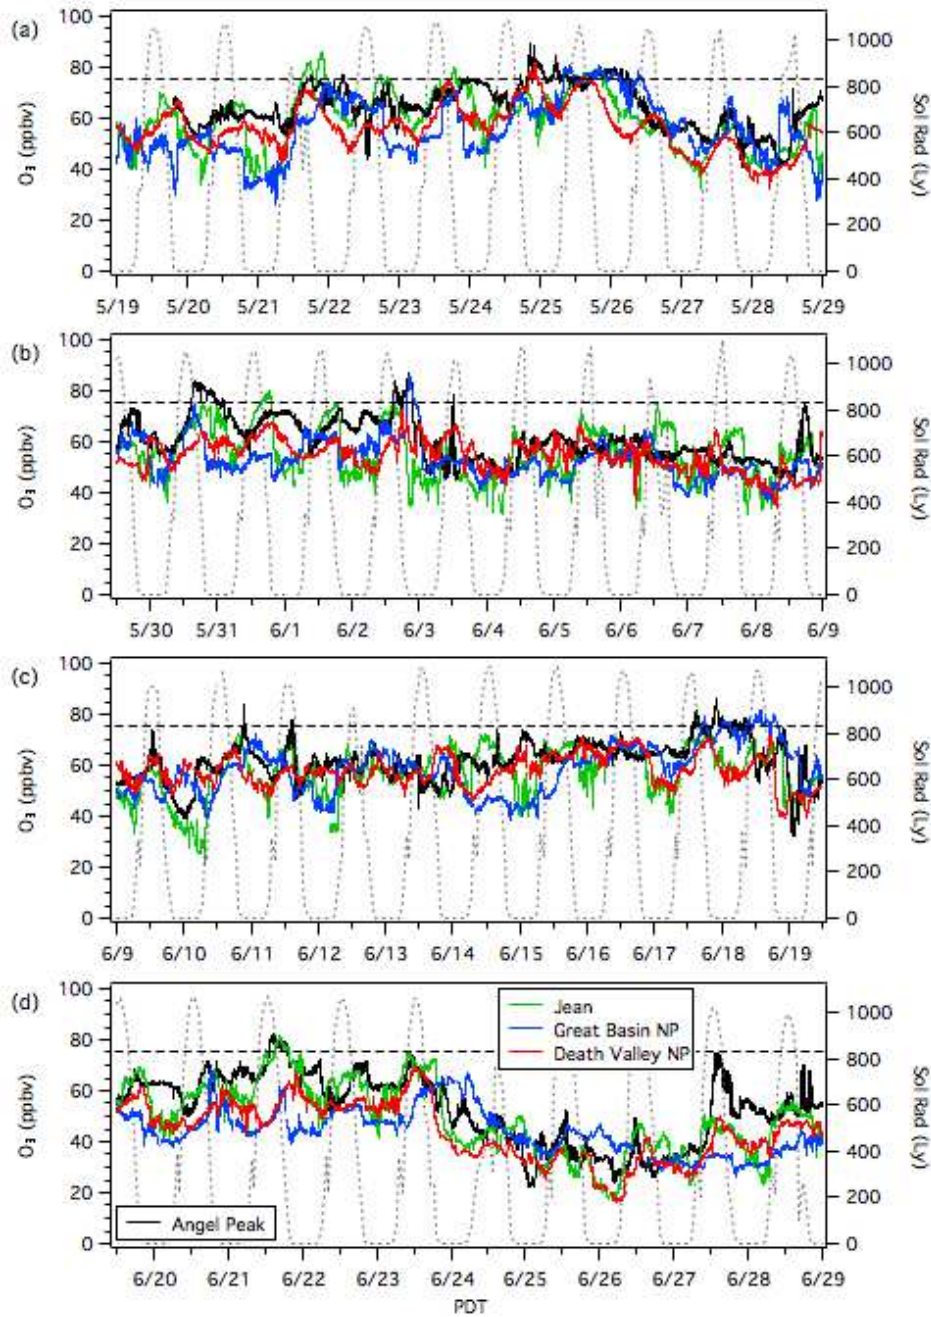 (a)
100
80
60
40
20
0
O₃ (ppbv)
1000
800
600
400
200
0
Sol Rad (Ly)
5/19 5/20 5/21 5/22 5/23 5/24 5/25 5/26 5/27 5/28 5/29
(b)
100
80
60
40
20
0
O₃ (ppbv)
1000
800
600
400
200
0
Sol Rad (Ly)
5/30 5/31 6/1 6/2 6/3 6/4 6/5 6/6 6/7 6/8 6/9
(c)
100
80
60
40
20
0
O₃ (ppbv)
1000
800
600
400
200
0
Sol Rad (Ly)
6/9 6/10 6/11 6/12 6/13 6/14 6/15 6/16 6/17 6/18 6/19
(d)
100
80
60
40
20
0
O₃ (ppbv)
Jean
Great Basin NP
Death Valley NP
Angel Peak
1000
800
600
400
200
0
Sol Rad (Ly)
6/20 6/21 6/22 6/23 6/24 6/25 6/26 6/27 6/28 6/29
PDT